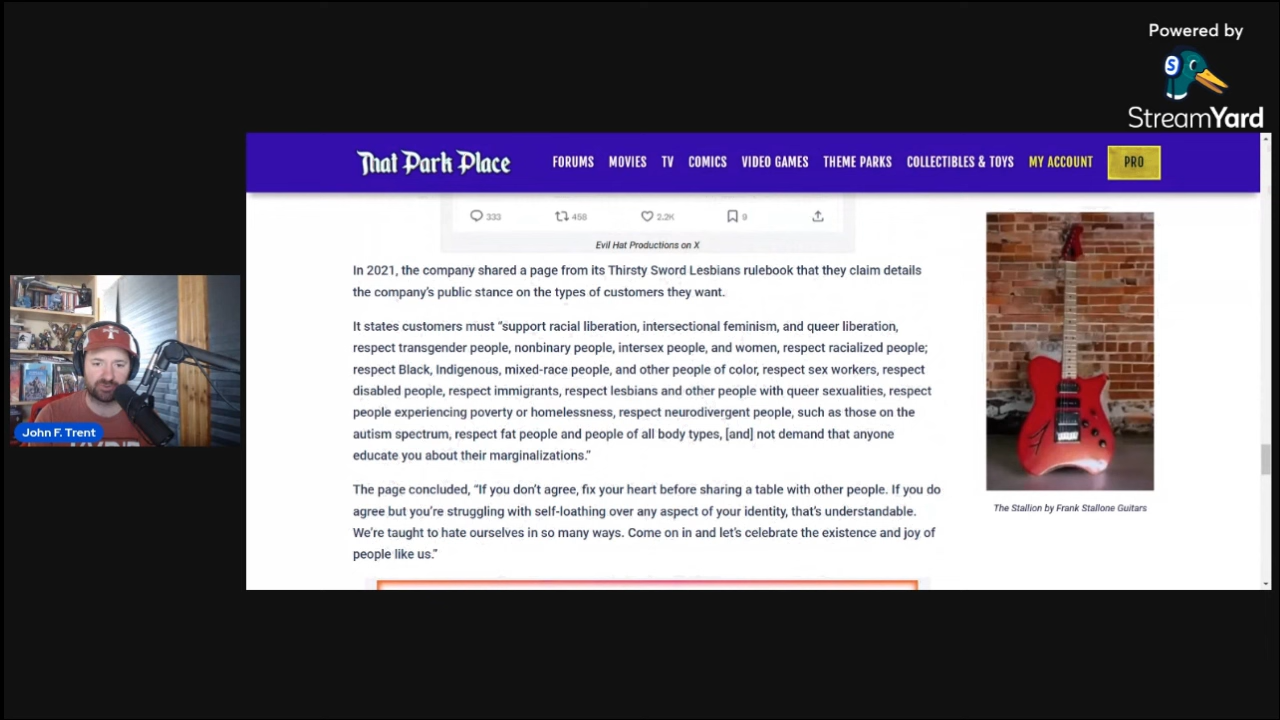 Powered by
S
StreamYard
That Park Place
FORUMS MOVIES TV COMICS VIDEO GAMES THEME PARKS COLLECTIBLES & TOYS MY ACCOUNT PRO
333 458 2.2K 9
Evil Hat Productions on X
In 2021, the company shared a page from its Thirsty Sword Lesbians rulebook that they claim details
the company's public stance on the types of customers they want.
It states customers must “support racial liberation, intersectional feminism, and queer liberation,
respect transgender people, nonbinary people, intersex people, and women, respect racialized people;
respect Black, Indigenous, mixed-race people, and other people of color, respect sex workers, respect
disabled people, respect immigrants, respect lesbians and other people with queer sexualities, respect
people experiencing poverty or homelessness, respect neurodivergent people, such as those on the
autism spectrum, respect fat people and people of all body types, [and] not demand that anyone
educate you about their marginalizations.”
The page concluded, “If you don't agree, fix your heart before sharing a table with other people. If you do
agree but you're struggling with self-loathing over any aspect of your identity, that's understandable.
We're taught to hate ourselves in so many ways. Come on in and let's celebrate the existence and joy of
people like us.”
The Stallion by Frank Stallone Guitars
John F. Trent